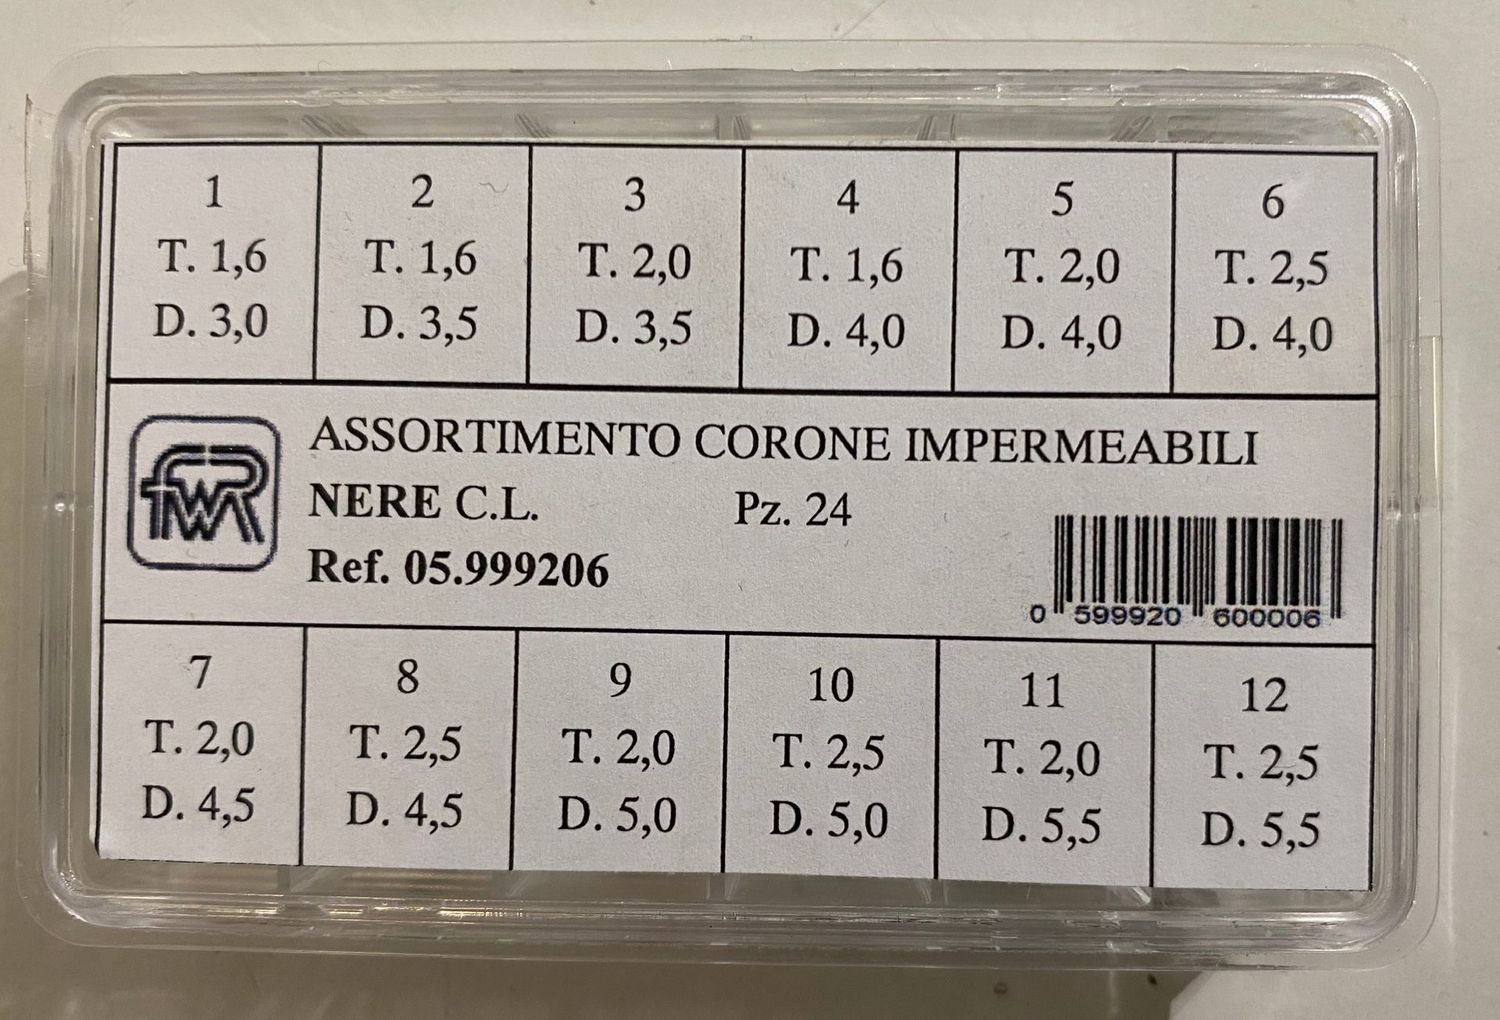 1
T. 1,6
D. 3,0
2
T. 1,6
D. 3,5
3
T. 2,0
D. 3,5
4
T. 1,6
D. 4,0
5
T. 2,0
D. 4,0
6
T. 2,5
D. 4,0
FWR
ASSORTIMENTO CORONE IMPERMEABILI
NERE C.L. Pz. 24
Ref. 05.999206
0 599920 600006
7
T. 2,0
D. 4,5
8
T. 2,5
D. 4,5
9
T. 2,0
D. 5,0
10
T. 2,5
D. 5,0
11
T. 2,0
D. 5,5
12
T. 2,5
D. 5,5